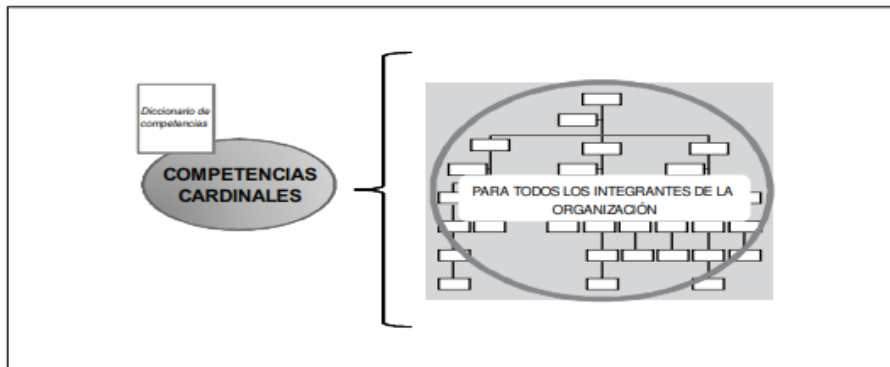 Diccionario de
competencias
COMPETENCIAS
CARDINALES
PARA TODOS LOS INTEGRANTES DE LA
ORGANIZACIÓN